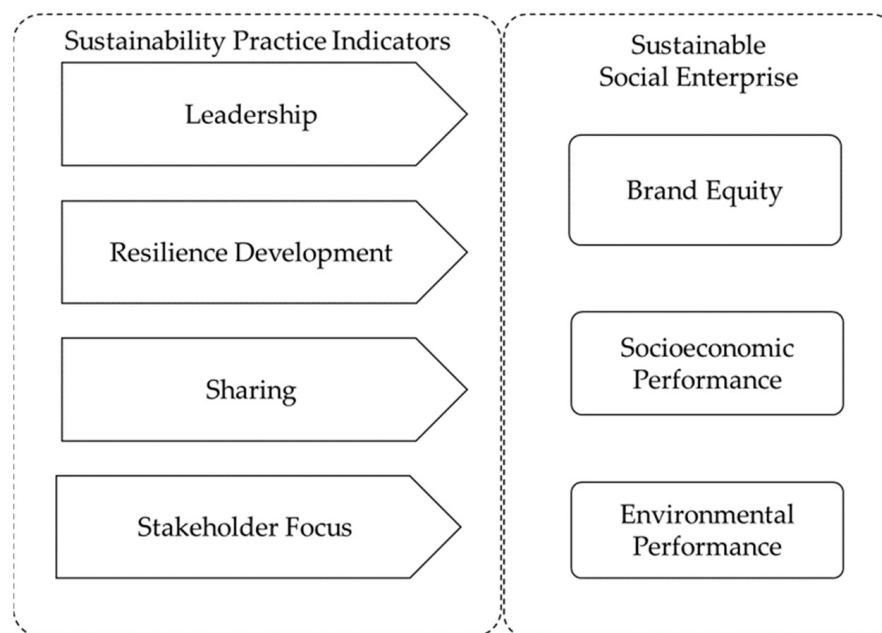 Sustainability Practice Indicators
Leadership
Resilience Development
Sharing
Stakeholder Focus
Sustainable
Social Enterprise
Brand Equity
Socioeconomic
Performance
Environmental
Performance